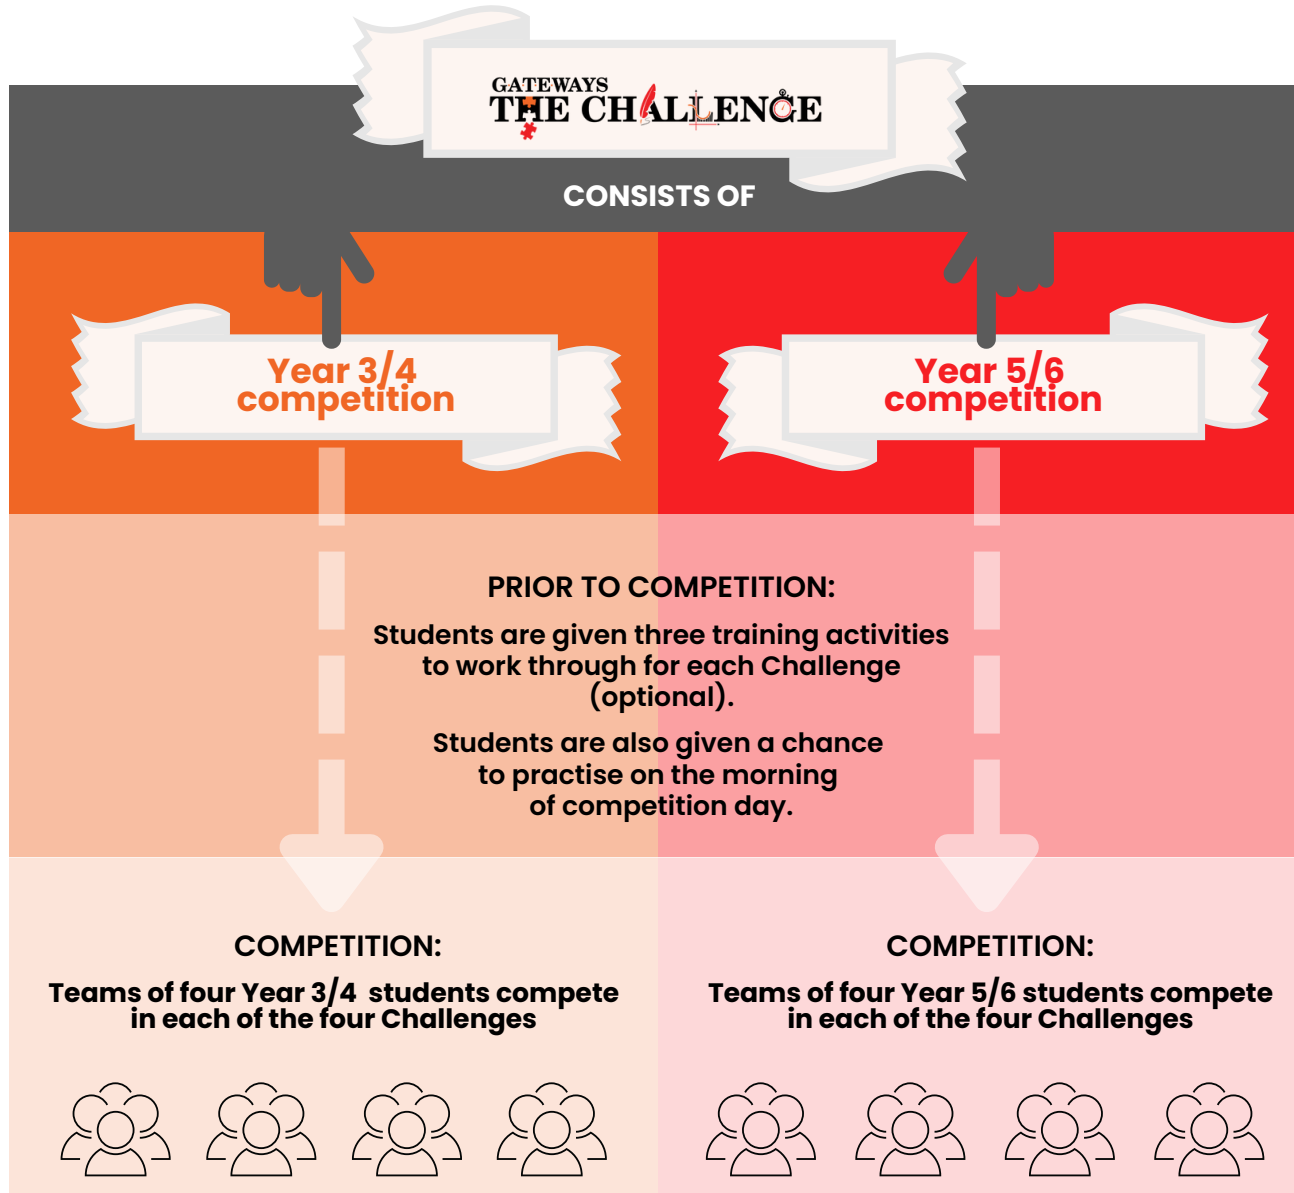 GATEWAYS
THE CHALLENGE
CONSISTS OF
Year 3/4
competition
Year 5/6
competition
PRIOR TO COMPETITION:
Students are given three training activities
to work through for each Challenge
(optional).
Students are also given a chance
to practise on the morning
of competition day.
COMPETITION:
Teams of four Year 3/4 students compete
in each of the four Challenges
COMPETITION:
Teams of four Year 5/6 students compete
in each of the four Challenges